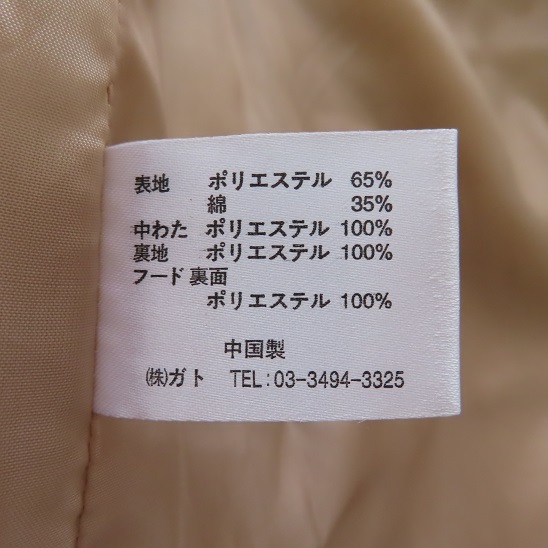 表地 ポリエステル 65%
綿 35%
中わた ポリエステル 100%
裏地 ポリエステル 100%
フード裏面
ポリエステル 100%
中国製
㈱ガト TEL:03-3494-3325